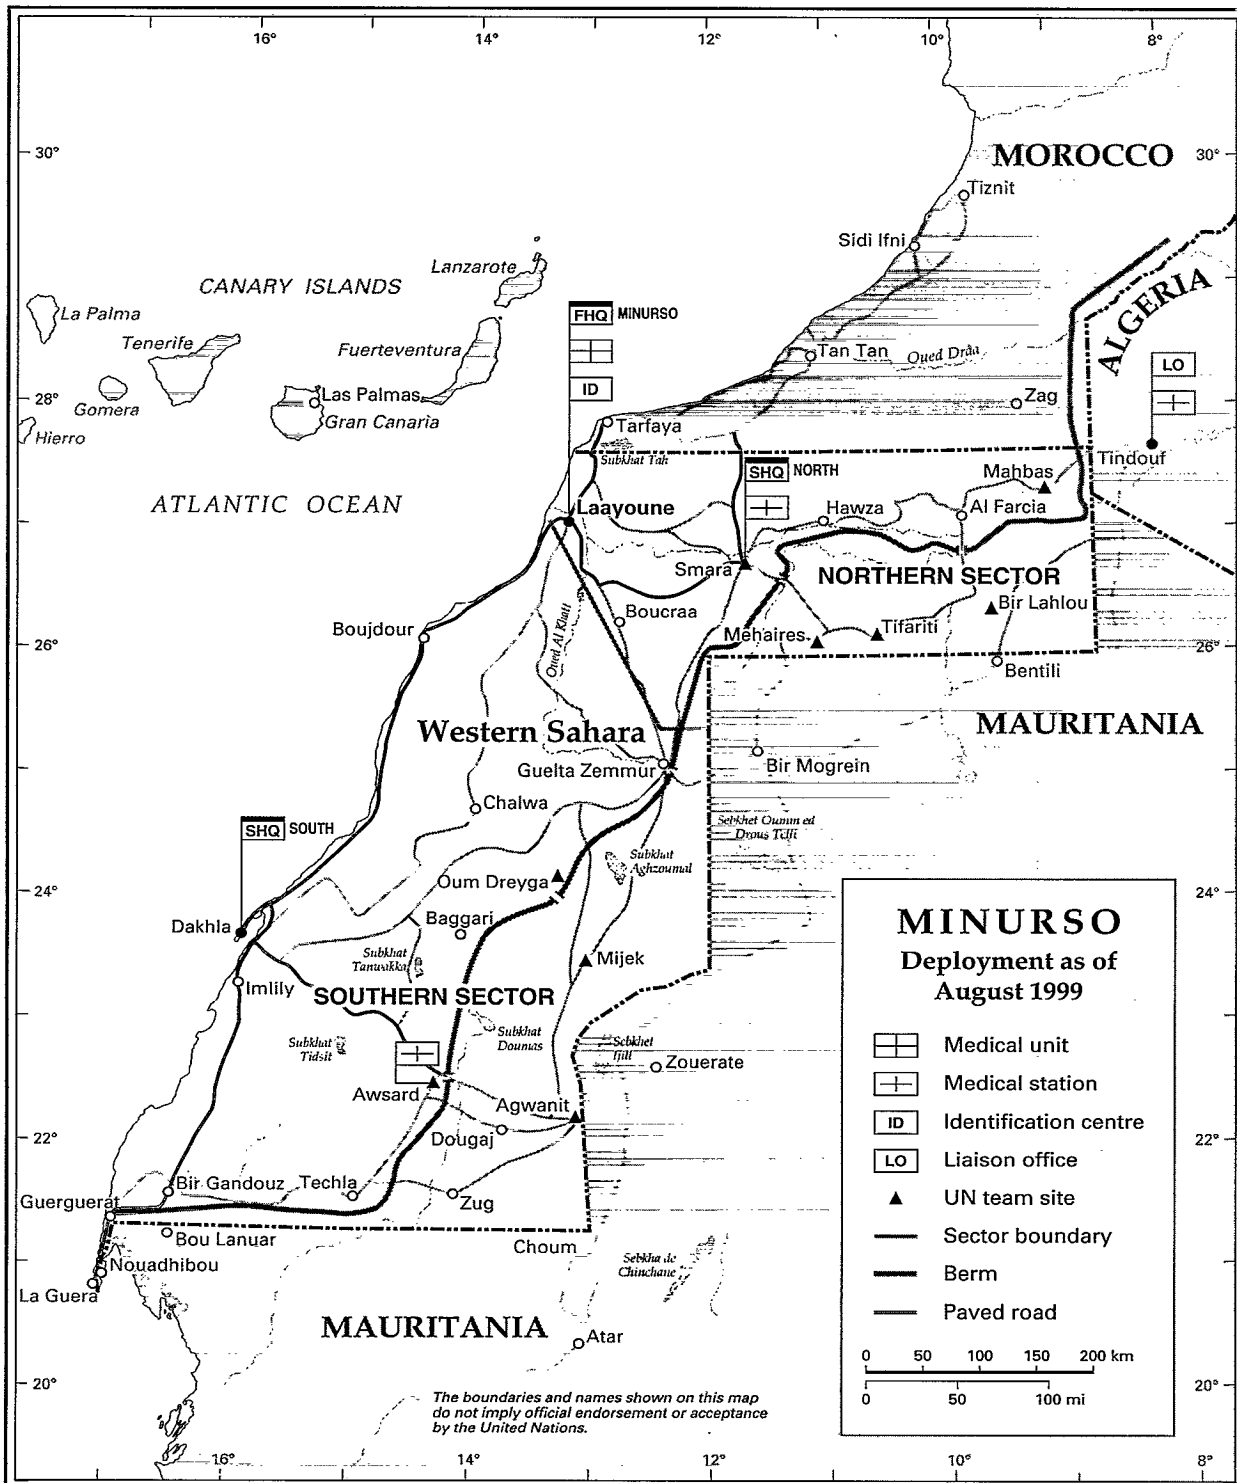 16° 14° 12° 10° 8°
30°
MOROCCO
30°
Tiznit
Sidi Ifni
Lanzarote
CANARY ISLANDS
La Palma
Tenerife
Fuerteventura
FHQ MINURSO
ID
ALGERIA
Tan Tan
Oued Drâa
LO
28°
Las Palmas
Gomera
Gran Canaria
Zag
Hierro
Tarfaya
Subkhat Tah
SHQ NORTH
Tindouf
Mahbas
ATLANTIC OCEAN
Laayoune
Hawza
Al Farcia
Smara
NORTHERN SECTOR
Bir Lahlou
Boucraa
Oued Al Khatt
Boujdour
Mehaires
Tifariti
26°
26°
Bentili
Western Sahara
MAURITANIA
Guelta Zemmur
Bir Mogrein
Chalwa
SHQ SOUTH
Sebkhet Oumm ed
Drous Telli
Subkhat
Aghzoumal
24°
Oum Dreyga
24°
Dakhla
Baggari
Subkhat
Tanwakka
Mijek
Imlily
SOUTHERN SECTOR
Subkhat
Tidsit
Subkhat
Doumas
Sebkhet
Ijill
Zouerate
Awsard
Agwanit
Dougaj
22°
22°
Bir Gandouz
Techla
Zug
Guerguerat
Bou Lanuar
Choum
Nouadhibou
La Guera
Sebkha de
Chinchane
MAURITANIA
Atar
20°
20°
The boundaries and names shown on this map
do not imply official endorsement or acceptance
by the United Nations.
16° 14° 12° 10°
MINURSO
Deployment as of
August 1999
Medical unit
Medical station
ID Identification centre
LO Liaison office
UN team site
Sector boundary
Berm
Paved road
0 50 100 150 200 km
0 50 100 mi